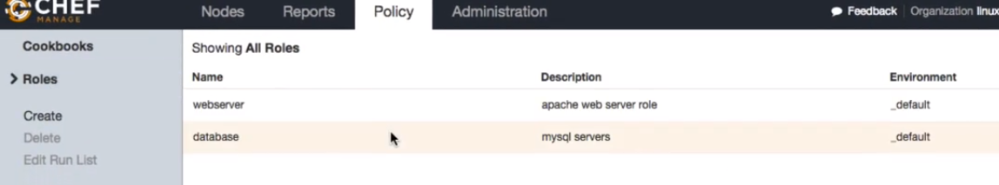 CHEF Nodes Reports Policy Administration Feedback Organization linux
MANAGE
Cookbooks Showing All Roles
Roles Name Description Environment
webserver apache web server role _default
Create
Delete database mysql servers _default
Edit Run List